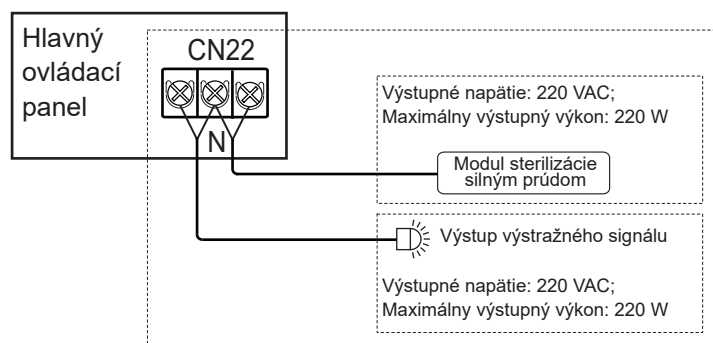 Hlavný
ovládací
panel
CN22
N
Výstupné napätie: 220 VAC;
Maximálny výstupný výkon: 220 W
Modul sterilizácie
silným prúdom
Výstup výstražného signálu
Výstupné napätie: 220 VAC;
Maximálny výstupný výkon: 220 W